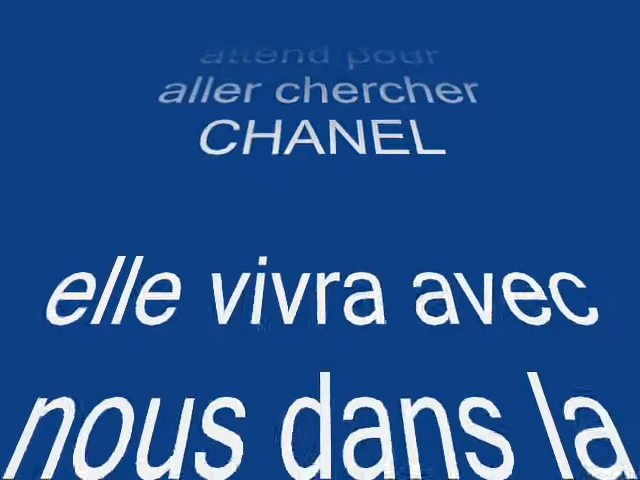 attend pour
aller chercher
CHANEL
elle vivra avec
nous dans la